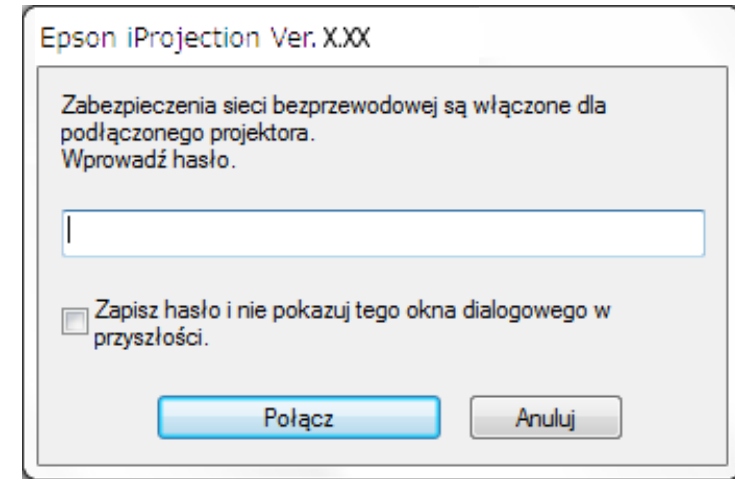 Epson iProjection Ver. X.XX
Zabezpieczenia sieci bezprzewodowej są włączone dla
podłączonego projektora.
Wprowadź hasło.
Zapisz hasło i nie pokazuj tego okna dialogowego w
przyszłości.
Połącz
Anuluj